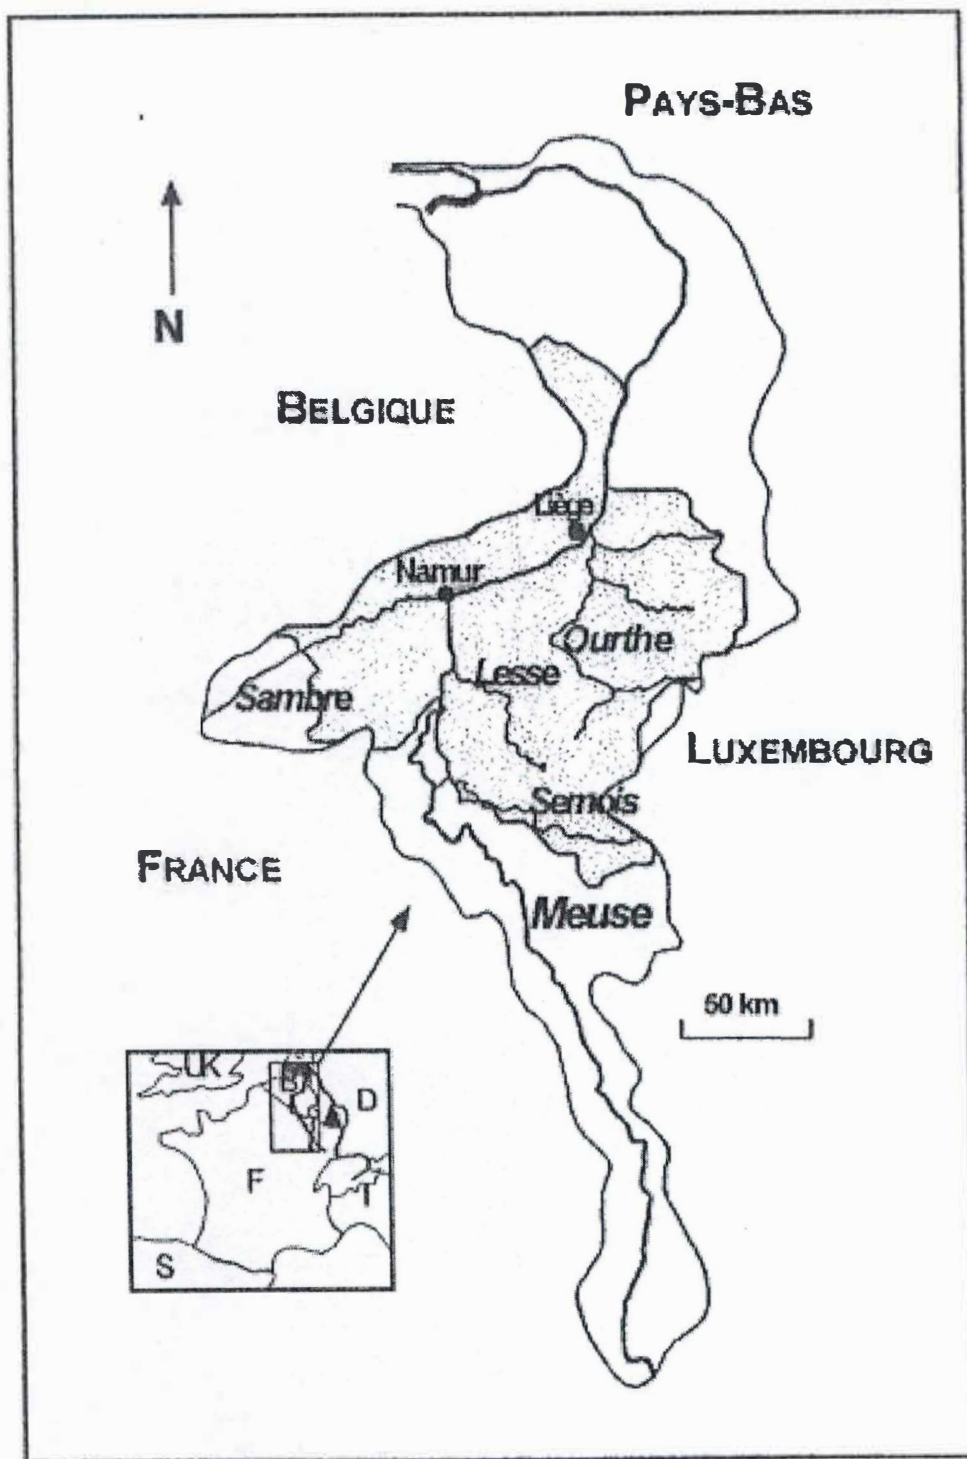 PAYS-BAS
N
BELGIQUE
Liège
Namur
Ourthe
Lesse
Sambre
LUXEMBOURG
Semois
FRANCE
Meuse
50 km
UK
B
D
F
I
S